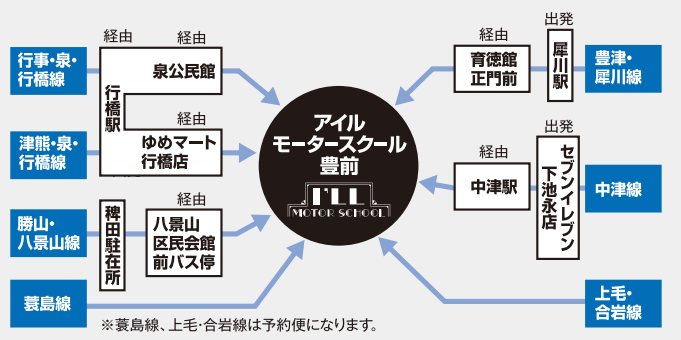 行事・泉・
行橋線
経由
行橋駅
経由
泉公民館
津熊・泉・
行橋線
経由
ゆめマート
行橋店
勝山・
八景山線
稗田駐在所
経由
八景山
区民会館
前バス停
蓑島線
アイル
モータースクール
豊前
I'LL
MOTOR SCHOOL
経由
育徳館
正門前
出発
犀川駅
豊津・
犀川線
経由
中津駅
出発
セブンイレブン
下池永店
中津線
上毛・
合岩線
※蓑島線、上毛・合岩線は予約便になります。